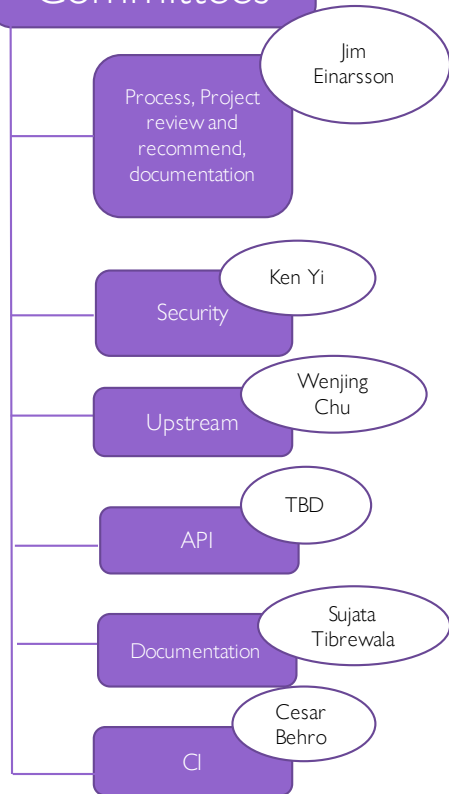 Committees
Jim
Einarsson
Process, Project
review and
recommend,
documentation
Ken Yi
Security
Wenjing
Chu
Upstream
TBD
API
Sujata
Tibrewala
Documentation
Cesar
Behro
CI